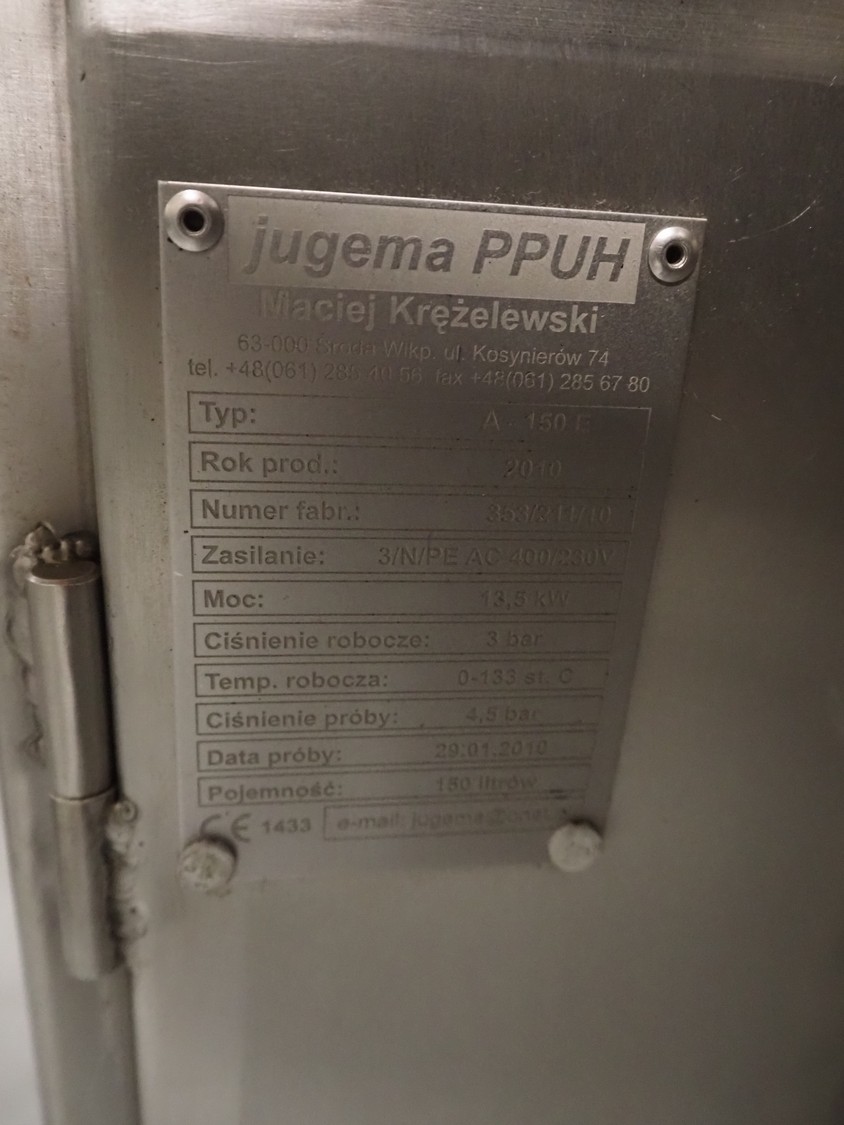 jugema PPUH
Maciej Krężelewski
63-000 Środa Wlkp. ul. Kosynierów 74
tel. +48(061) 285 40 56 fax +48(061) 285 67 80
Typ: A - 150 E
Rok prod.: 2010
Numer fabr.:
Zasilanie: 3/N/PE AC 400/230V
Moc: 13,5 kW
Ciśnienie robocze: 3 bar
Temp. robocza: 0-133 st. C
Ciśnienie próby: 4,5 bar
Data próby: 29.01.2010
Pojemność: 150 litrów
CE 1433 e-mail: